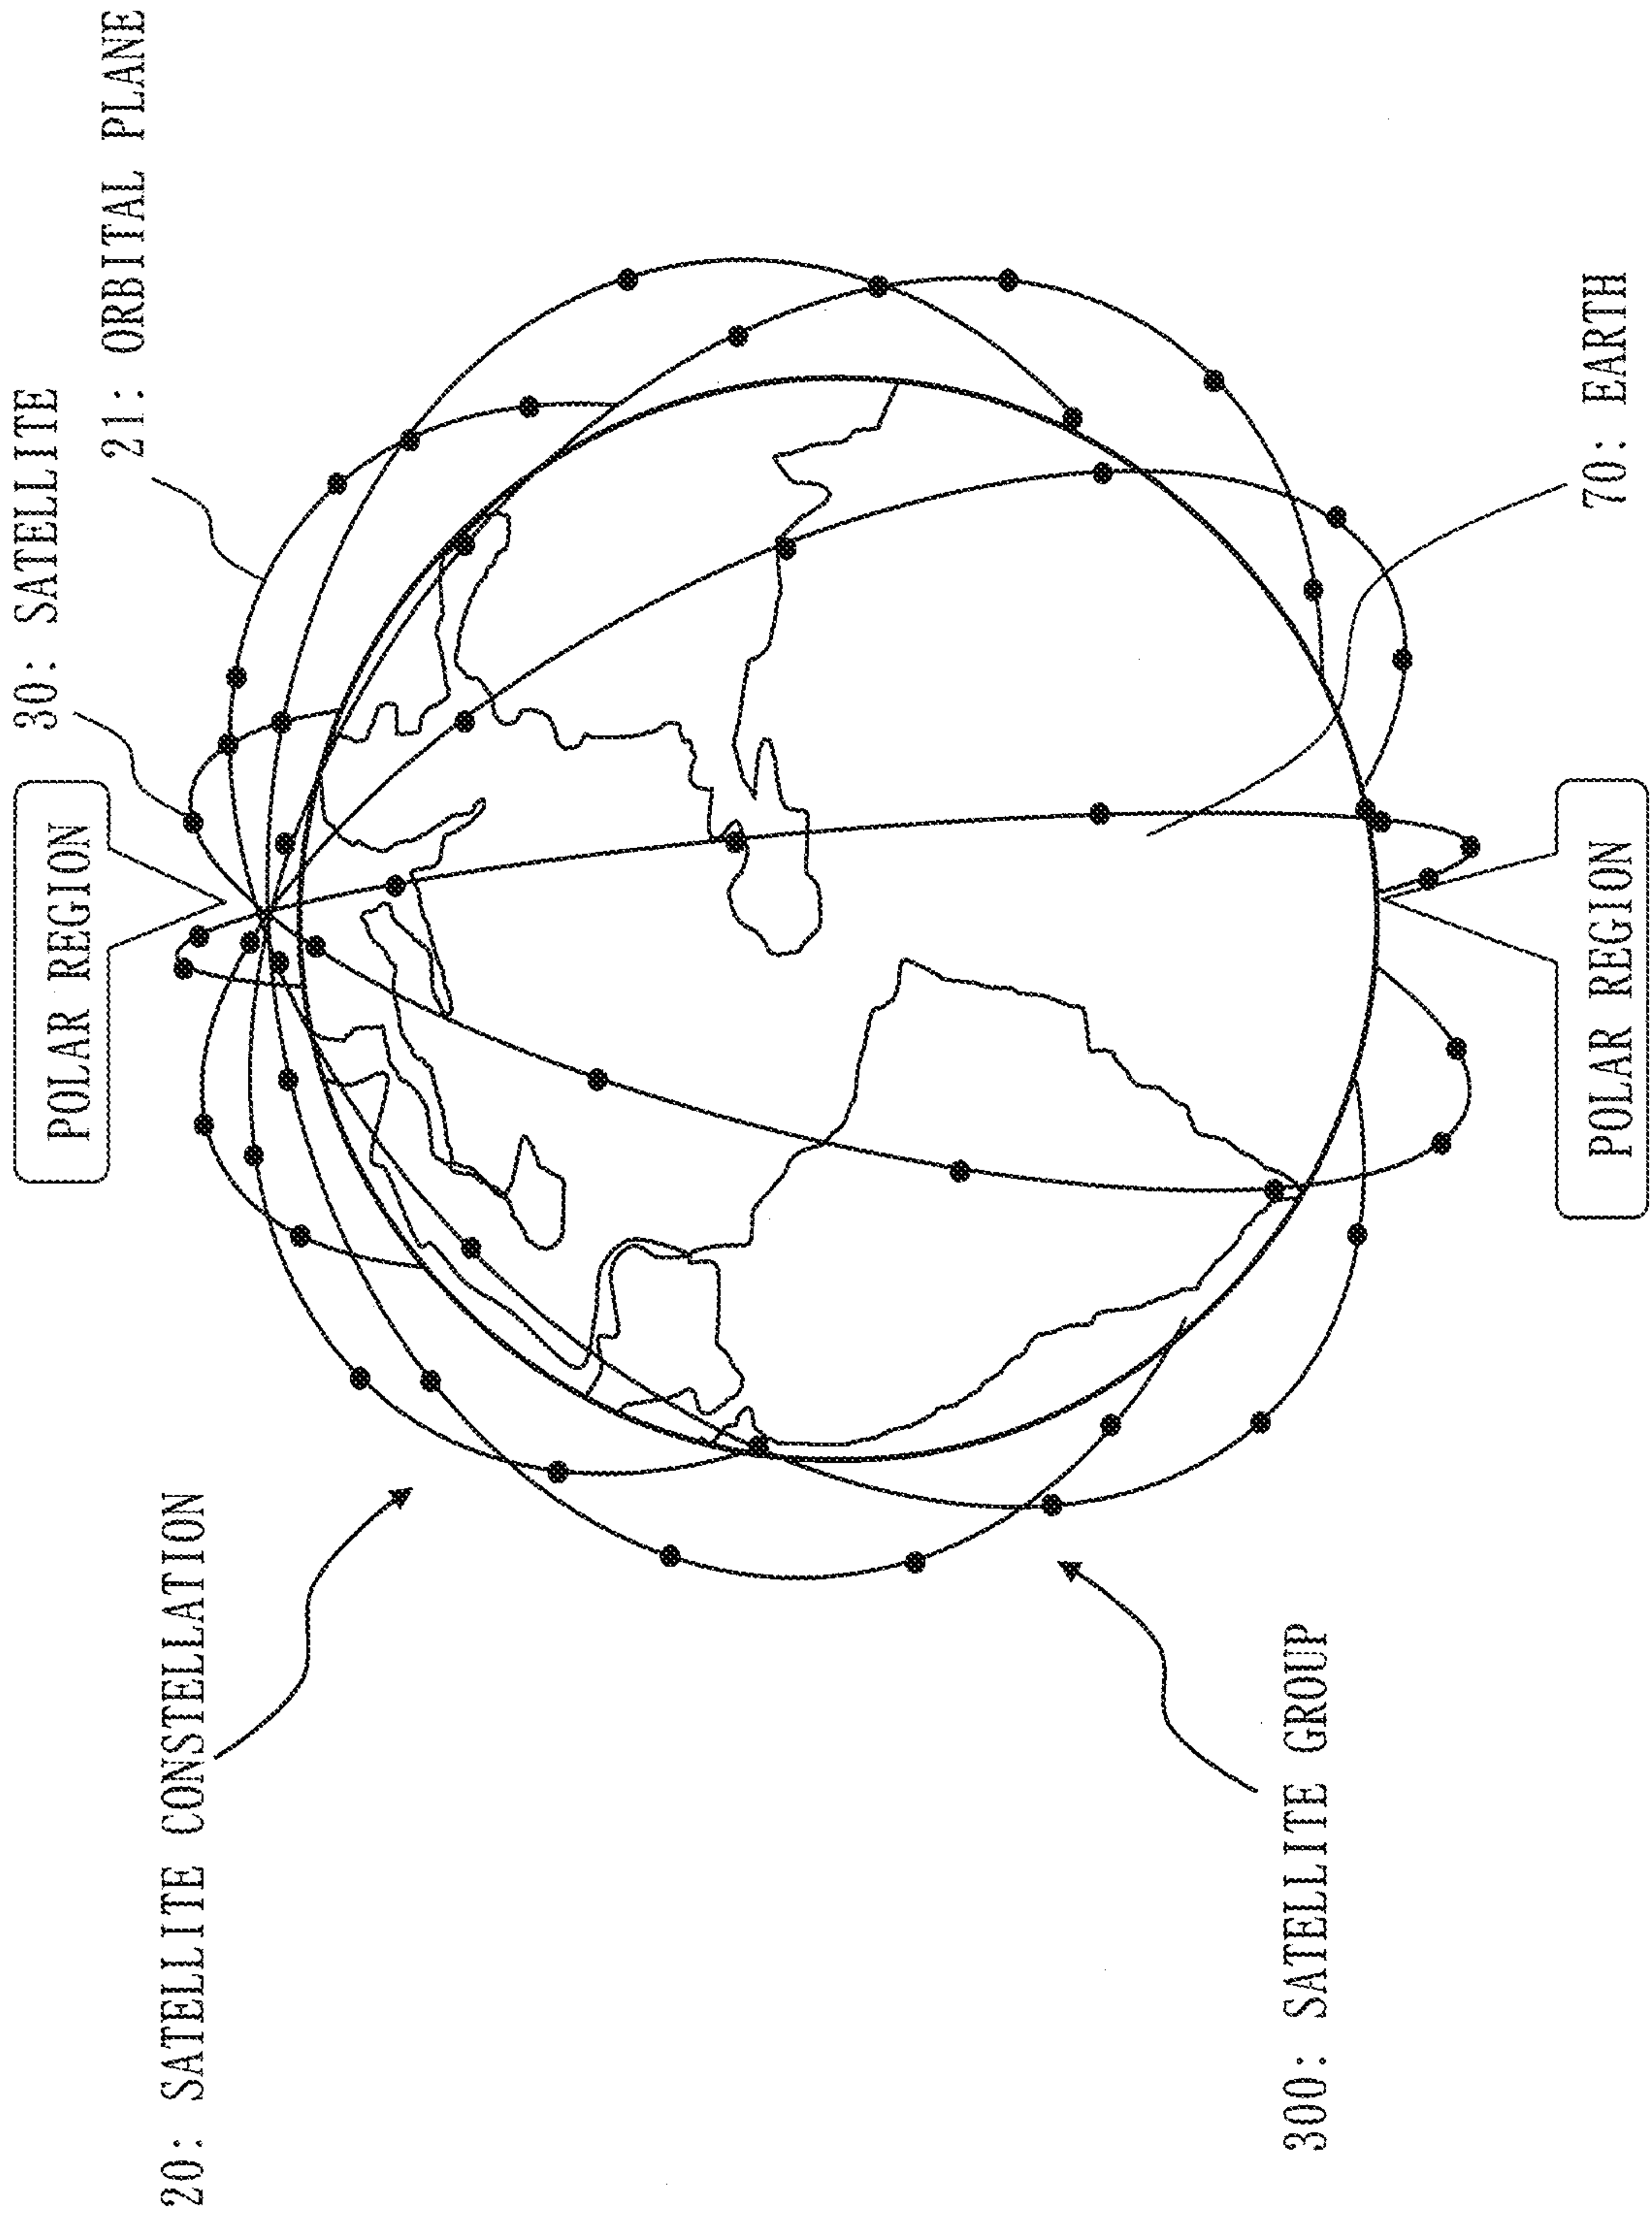 20: SATELLITE CONSTELLATION
POLAR REGION
30: SATELLITE
21: ORBITAL PLANE
300: SATELLITE GROUP
POLAR REGION
70: EARTH